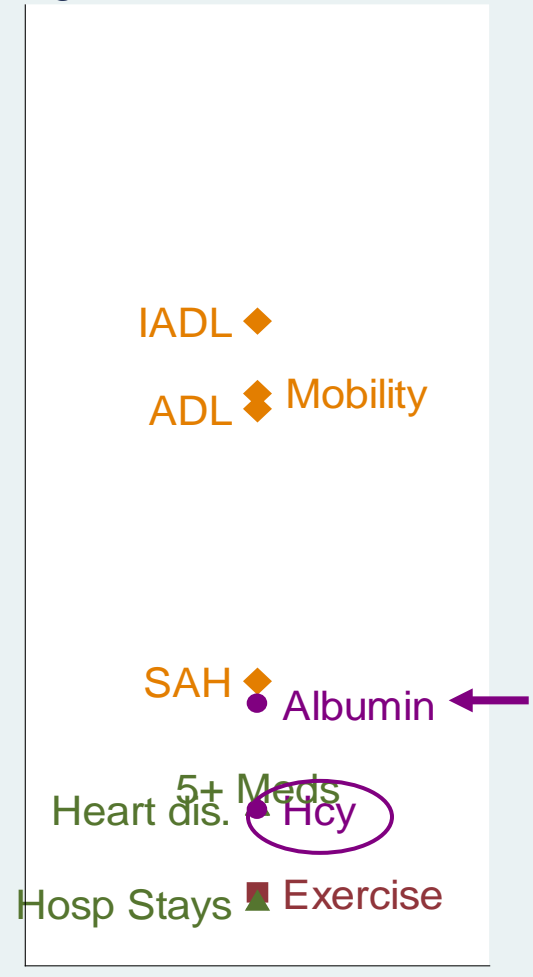 IADL
Mobility
ADL
SAH
Albumin
5+ Meds
Heart dis.
Hcy
Exercise
Hosp Stays